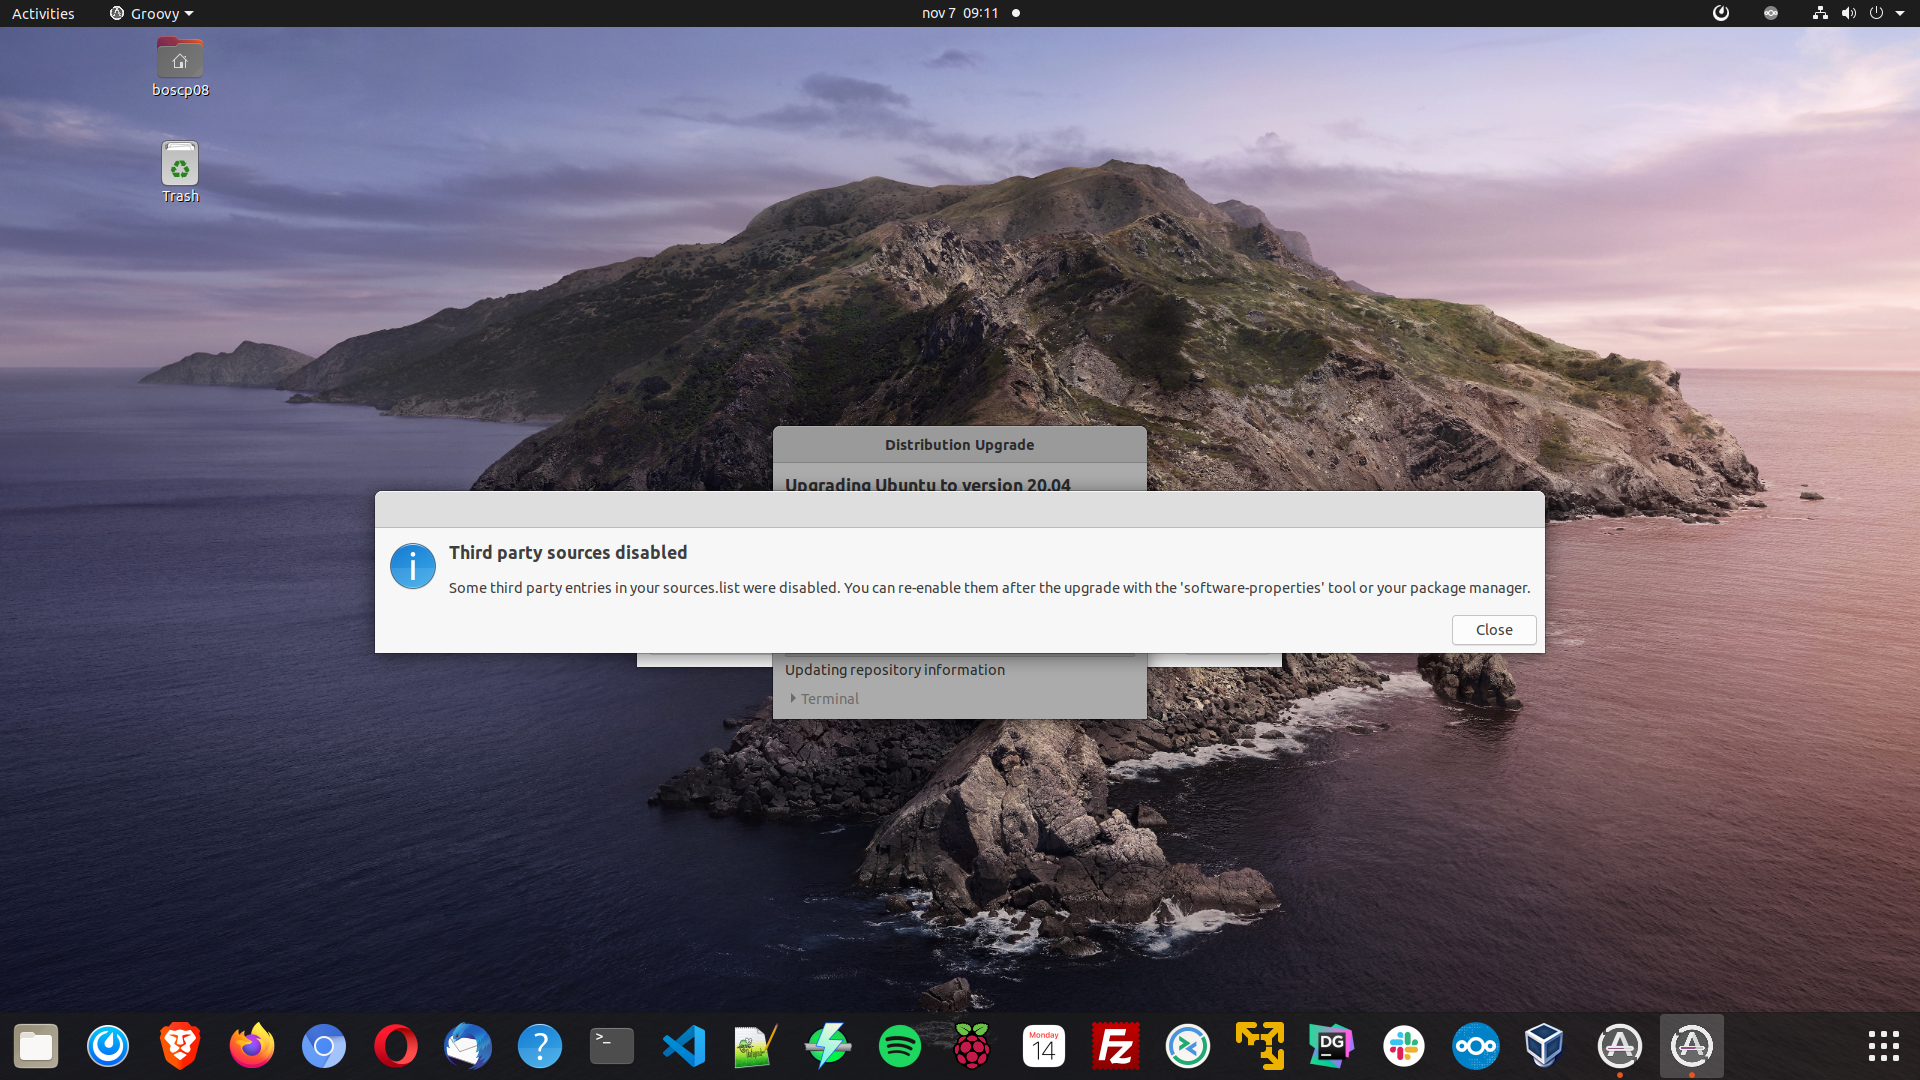 Activities
Groovy
nov 7 09:11
boscp08
Trash
Distribution Upgrade
Upgrading Ubuntu to version 20.04
Third party sources disabled
Some third party entries in your sources.list were disabled. You can re-enable them after the upgrade with the 'software-properties' tool or your package manager.
Close
Updating repository information
Terminal
>_
?
Monday
14
Fz
DG